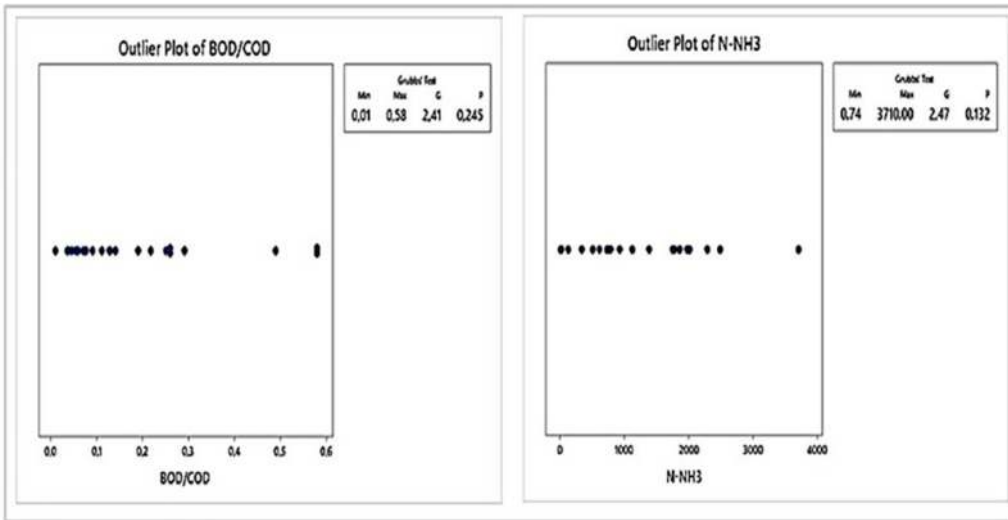 Outlier Plot of BOD/COD
Grubbs' Test
Min Max G P
0,01 0,58 2,41 0,245
0,0 0,1 0,2 0,3 0,4 0,5 0,6
BOD/COD
Outlier Plot of N-NH3
Grubbs' Test
Min Max G P
0.74 3710.00 2.47 0.132
0 1000 2000 3000 4000
N-NH3